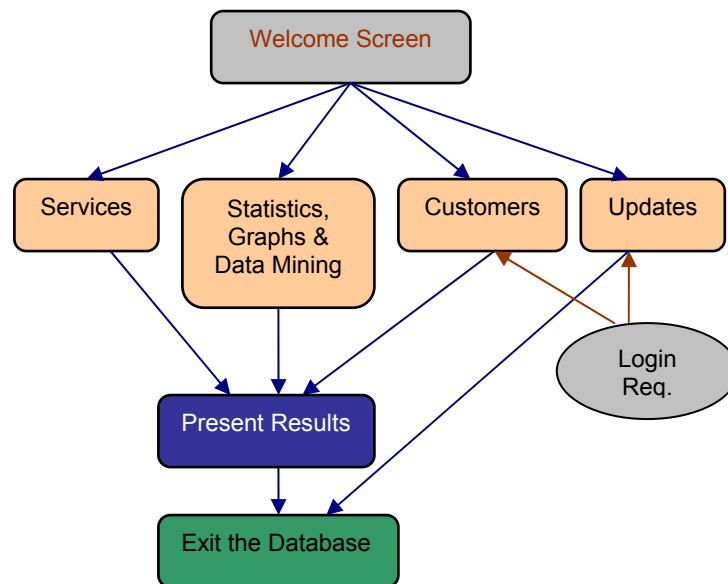 Welcome Screen
Services
Statistics,
Graphs &
Data Mining
Customers
Updates
Login
Req.
Present Results
Exit the Database